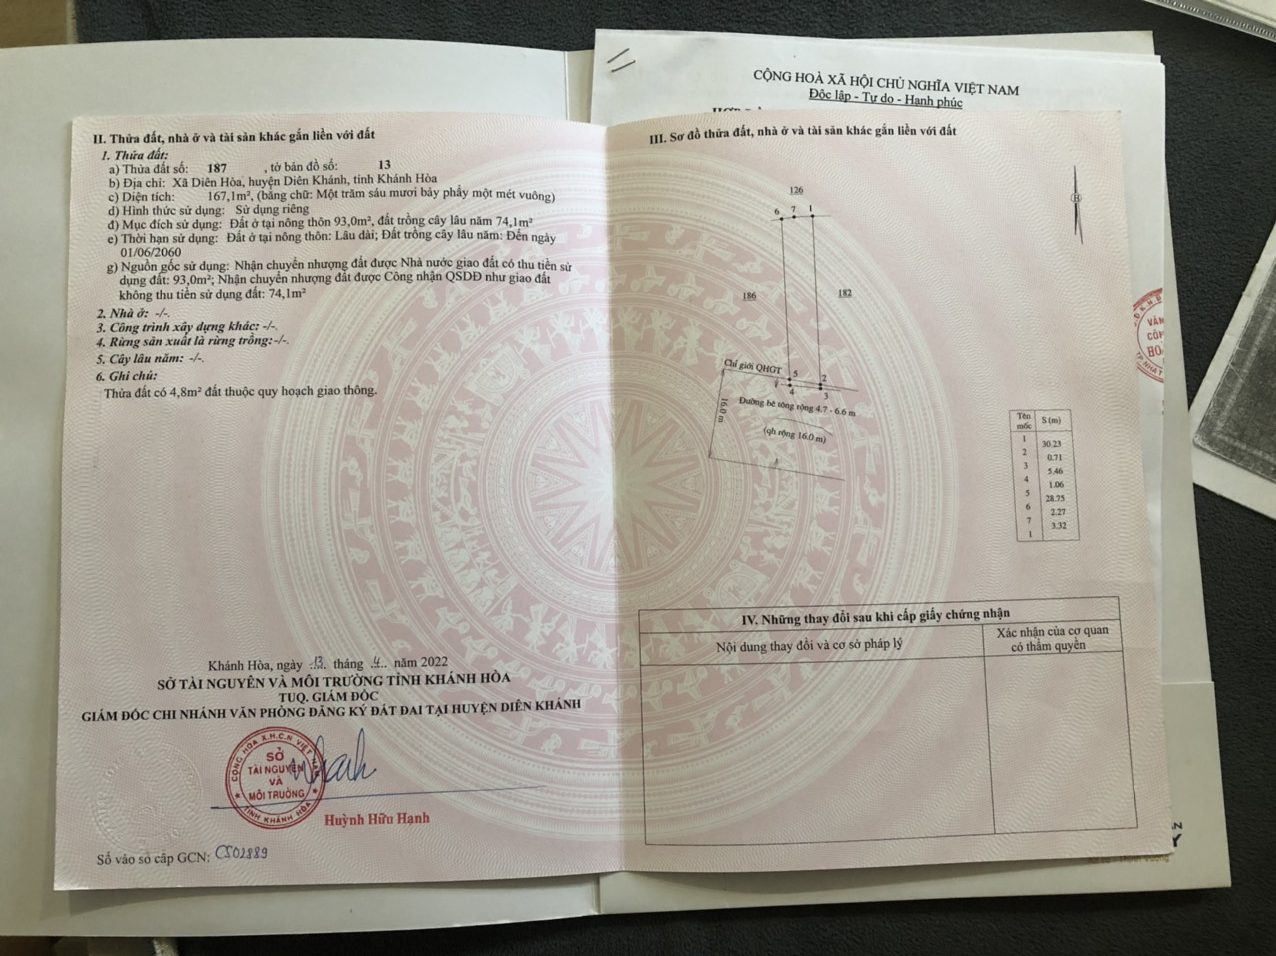 CỘNG HOÀ XÃ HỘI CHỦ NGHĨA VIỆT NAM
Độc lập - Tự do - Hạnh phúc
II. Thửa đất, nhà ở và tài sản khác gắn liền với đất
1. Thửa đất:
a) Thửa đất số: 187 , tờ bản đồ số: 13
b) Địa chỉ: Xã Diên Hòa, huyện Diên Khánh, tỉnh Khánh Hòa
c) Diện tích: 167,1m², (bằng chữ: Một trăm sáu mươi bảy phẩy một mét vuông)
d) Hình thức sử dụng: Sử dụng riêng
đ) Mục đích sử dụng: Đất ở tại nông thôn 93,0m², đất trồng cây lâu năm 74,1m²
e) Thời hạn sử dụng: Đất ở tại nông thôn: Lâu dài; Đất trồng cây lâu năm: Đến ngày
01/06/2060
g) Nguồn gốc sử dụng: Nhận chuyển nhượng đất được Nhà nước giao đất có thu tiền sử
dụng đất: 93,0m²; Nhận chuyển nhượng đất được Công nhận QSDĐ như giao đất
không thu tiền sử dụng đất: 74,1m²
2. Nhà ở: -/-.
3. Công trình xây dựng khác: -/-.
4. Rừng sản xuất là rừng trồng:-/-.
5. Cây lâu năm: -/-.
6. Ghi chú:
Thửa đất có 4,8m² đất thuộc quy hoạch giao thông.
Khánh Hòa, ngày 13 tháng 4 năm 2022
SỞ TÀI NGUYÊN VÀ MÔI TRƯỜNG TỈNH KHÁNH HÒA
TUQ. GIÁM ĐỐC
GIÁM ĐỐC CHI NHÁNH VĂN PHÒNG ĐĂNG KÝ ĐẤT ĐAI TẠI HUYỆN DIÊN KHÁNH
CỘNG HÒA X.H.C.N VIỆT NAM
SỞ
TÀI NGUYÊN
VÀ
MÔI TRƯỜNG
TỈNH KHÁNH HÒA
Huỳnh Hữu Hạnh
Số vào sổ cấp GCN: CS02889
III. Sơ đồ thửa đất, nhà ở và tài sản khác gắn liền với đất
126
6 7 1
B
186
182
Chỉ giới QHGT
5 2
4 3
16.0 m
Đường bê tông rộng 4.7 - 6.6 m
(qh rộng 16.0 m)
Tên mốc S (m)
1
30.23
2
0.71
3
5.46
4
1.06
5
28.75
6
2.27
7
3.32
1
IV. Những thay đổi sau khi cấp giấy chứng nhận
Nội dung thay đổi và cơ sở pháp lý
Xác nhận của cơ quan
có thẩm quyền
VĂN
CÔN
TP NHA T